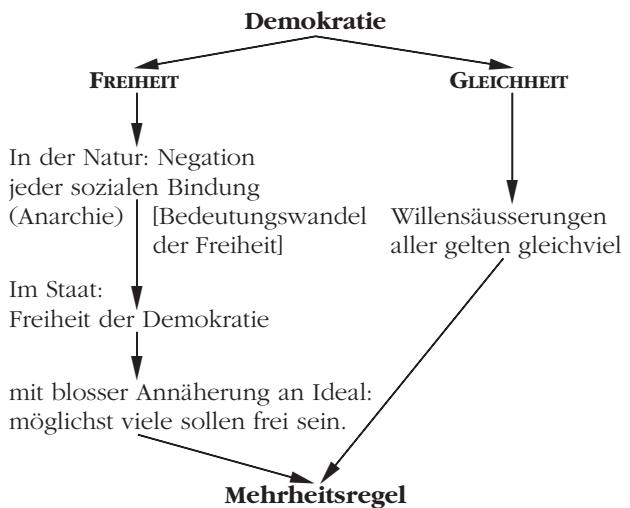 Demokratie
FREIHEIT
GLEICHHEIT
In der Natur: Negation
jeder sozialen Bindung
(Anarchie)
[Bedeutungswandel
der Freiheit]
Willensäusserungen
aller gelten gleichviel
Im Staat:
Freiheit der Demokratie
mit blosser Annäherung an Ideal:
möglichst viele sollen frei sein.
Mehrheitsregel